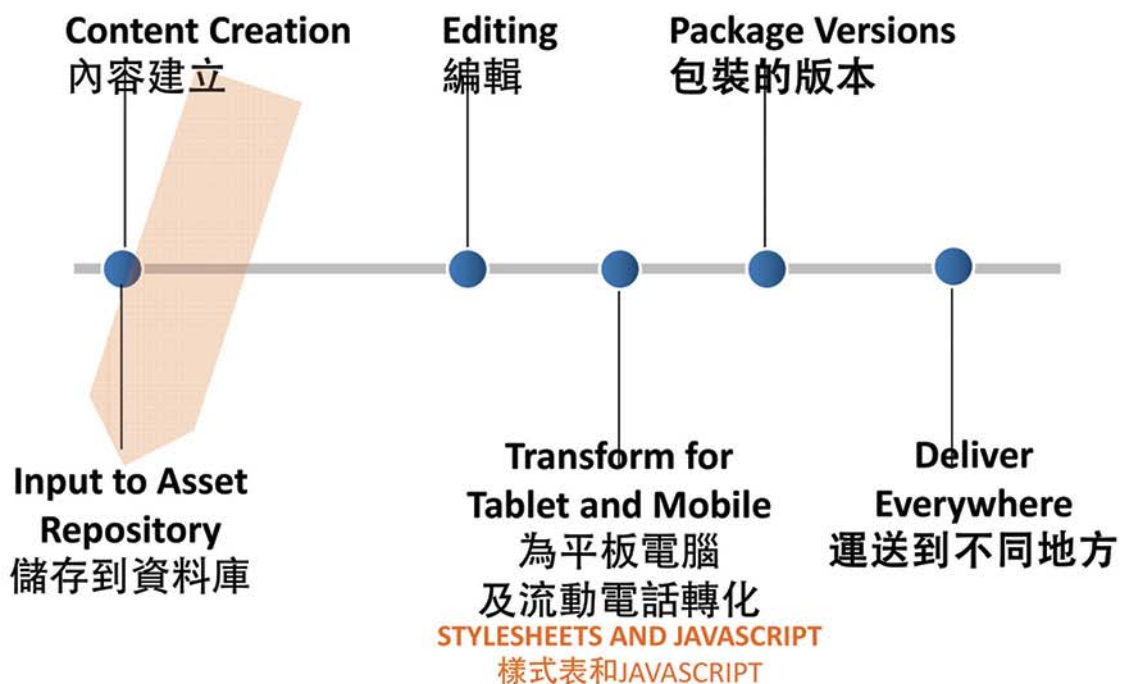 Content Creation
內容建立
Editing
編輯
Package Versions
包裝的版本
Input to Asset
Repository
儲存到資料庫
Transform for
Tablet and Mobile
為平板電腦
及流動電話轉化
STYLESHEETS AND JAVASCRIPT
樣式表和JAVASCRIPT
Deliver
Everywhere
運送到不同地方